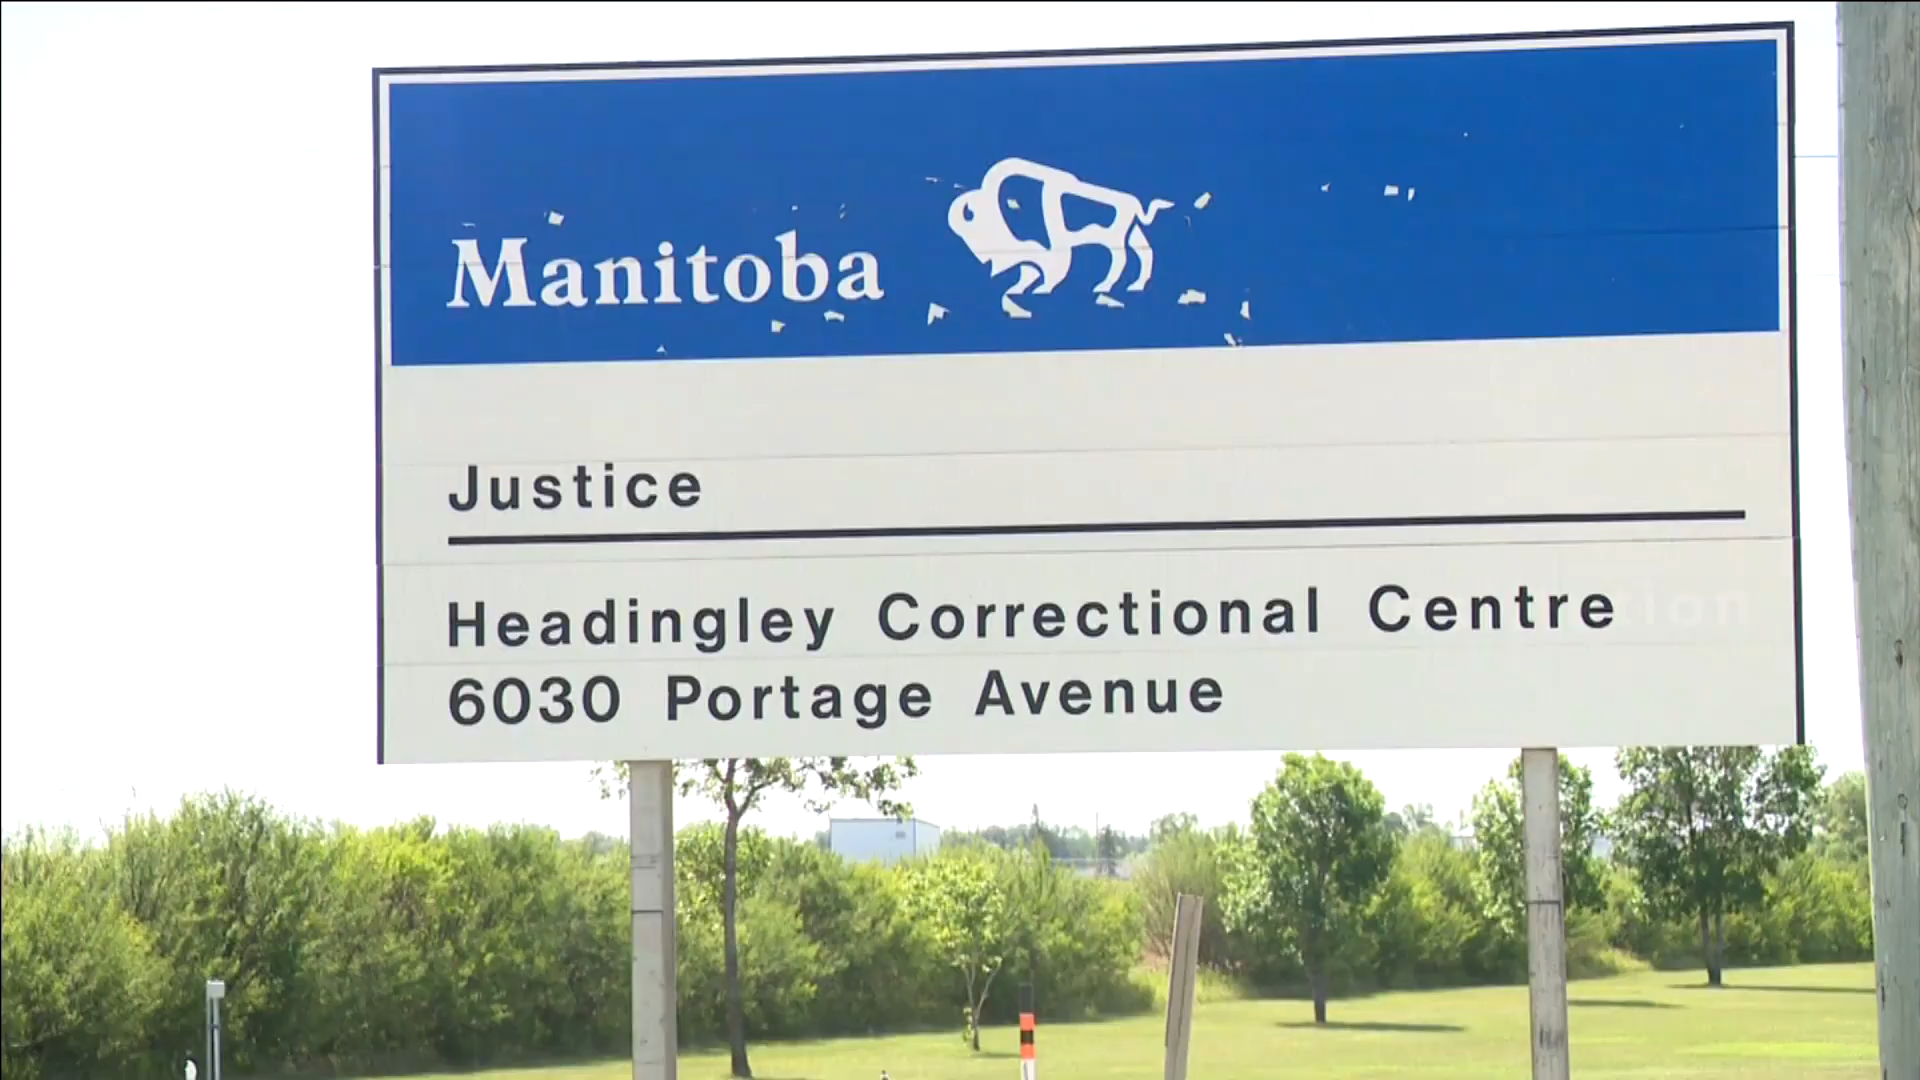 Manitoba
Justice
Headingley Correctional Centre
6030 Portage Avenue